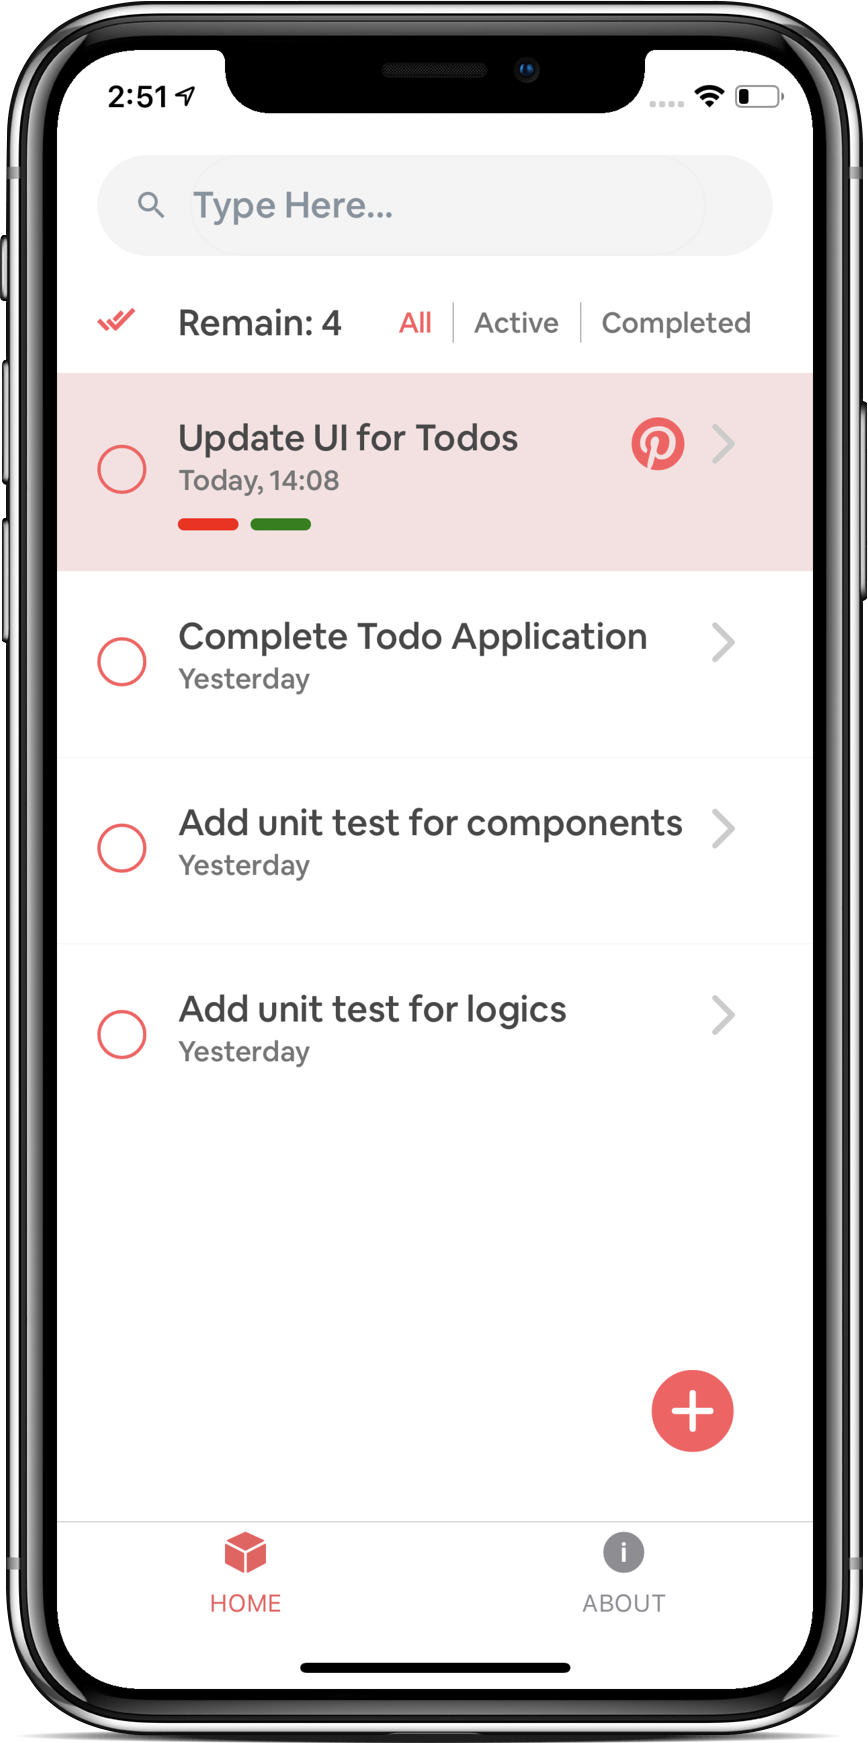 2:51
Type Here...
Remain: 4 All Active Completed
Update UI for Todos
Today, 14:08
Complete Todo Application
Yesterday
Add unit test for components
Yesterday
Add unit test for logics
Yesterday
HOME ABOUT